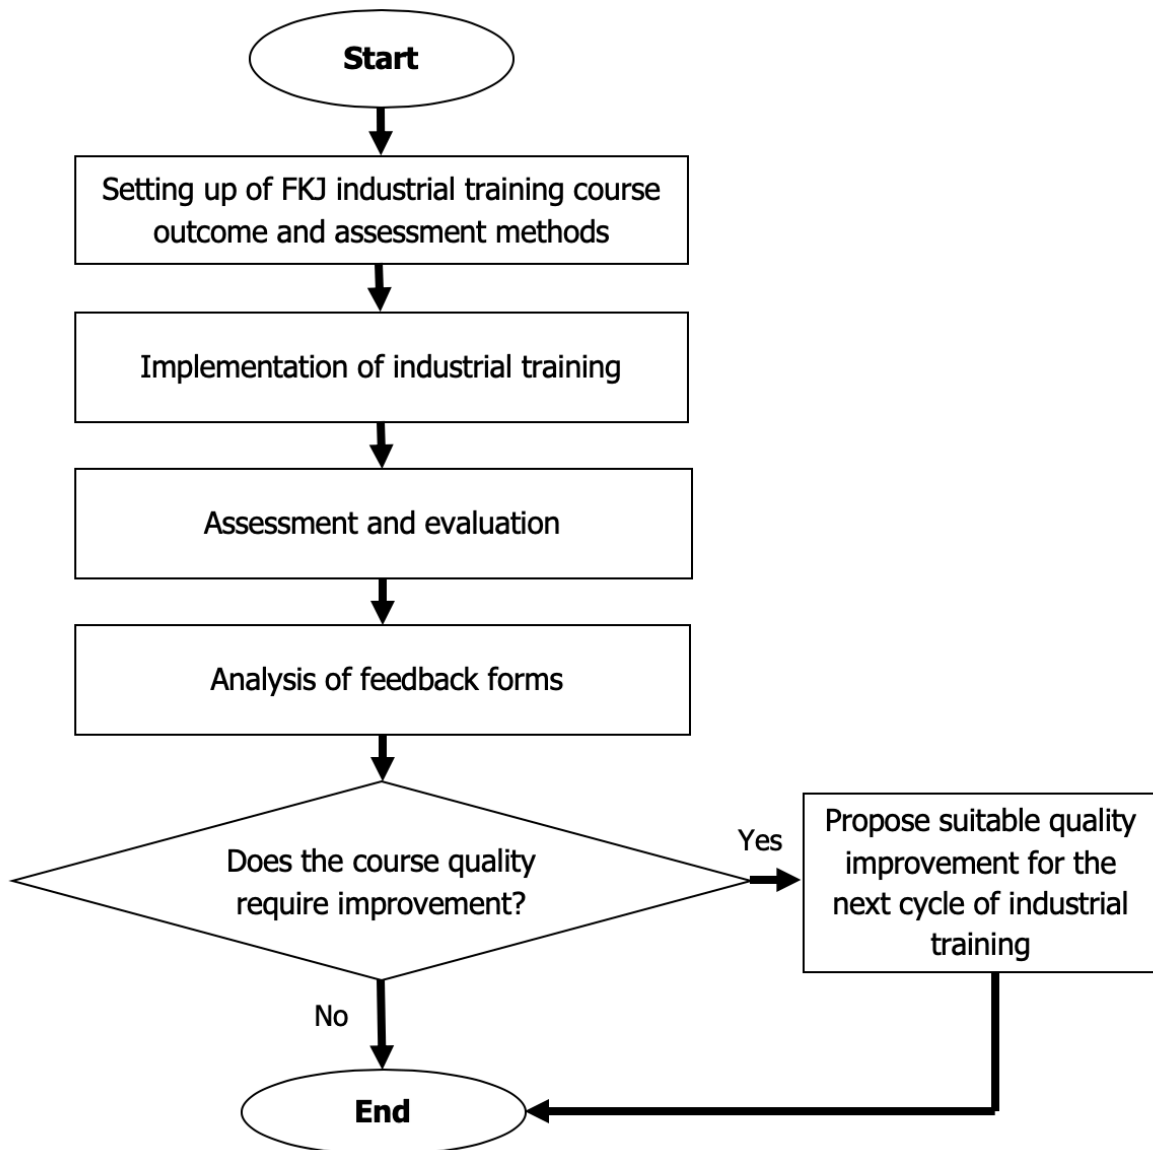 Start
Setting up of FKJ industrial training course
outcome and assessment methods
Implementation of industrial training
Assessment and evaluation
Analysis of feedback forms
Does the course quality
require improvement?
Yes
Propose suitable quality
improvement for the
next cycle of industrial
training
No
End